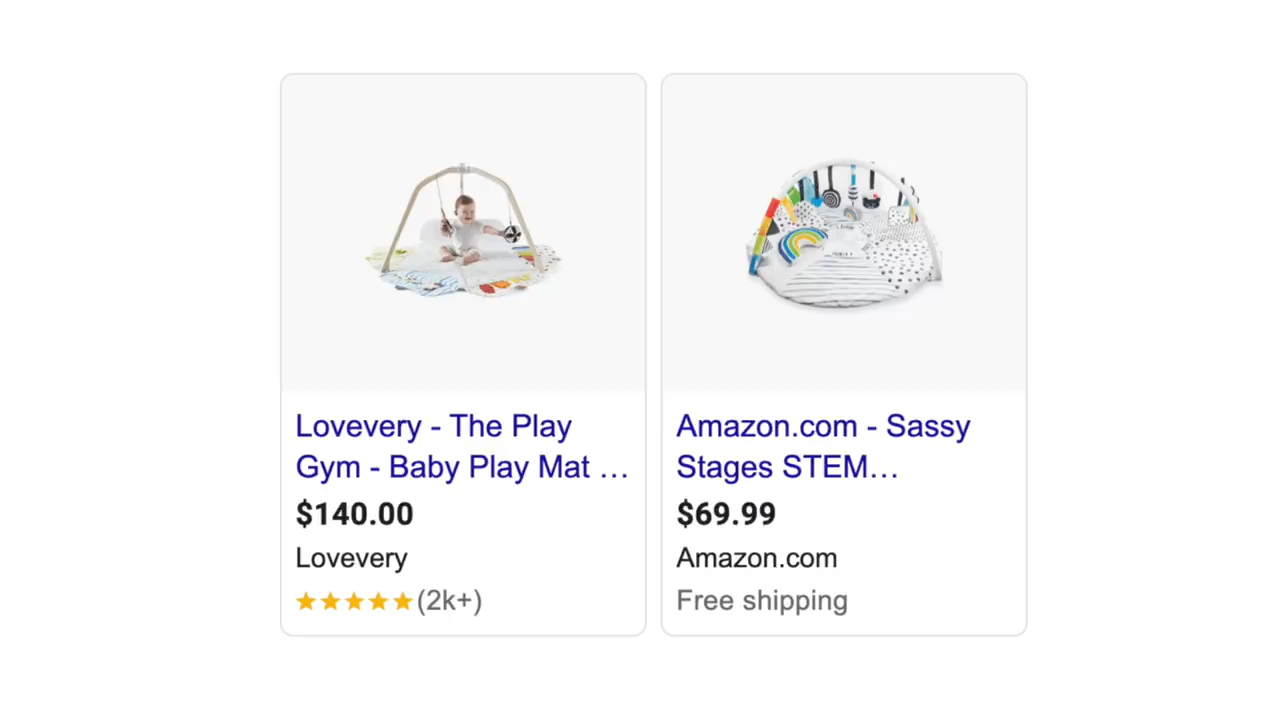 Lovevery - The Play
Gym - Baby Play Mat …
$140.00
Lovevery
(2k+)
Amazon.com - Sassy
Stages STEM…
$69.99
Amazon.com
Free shipping